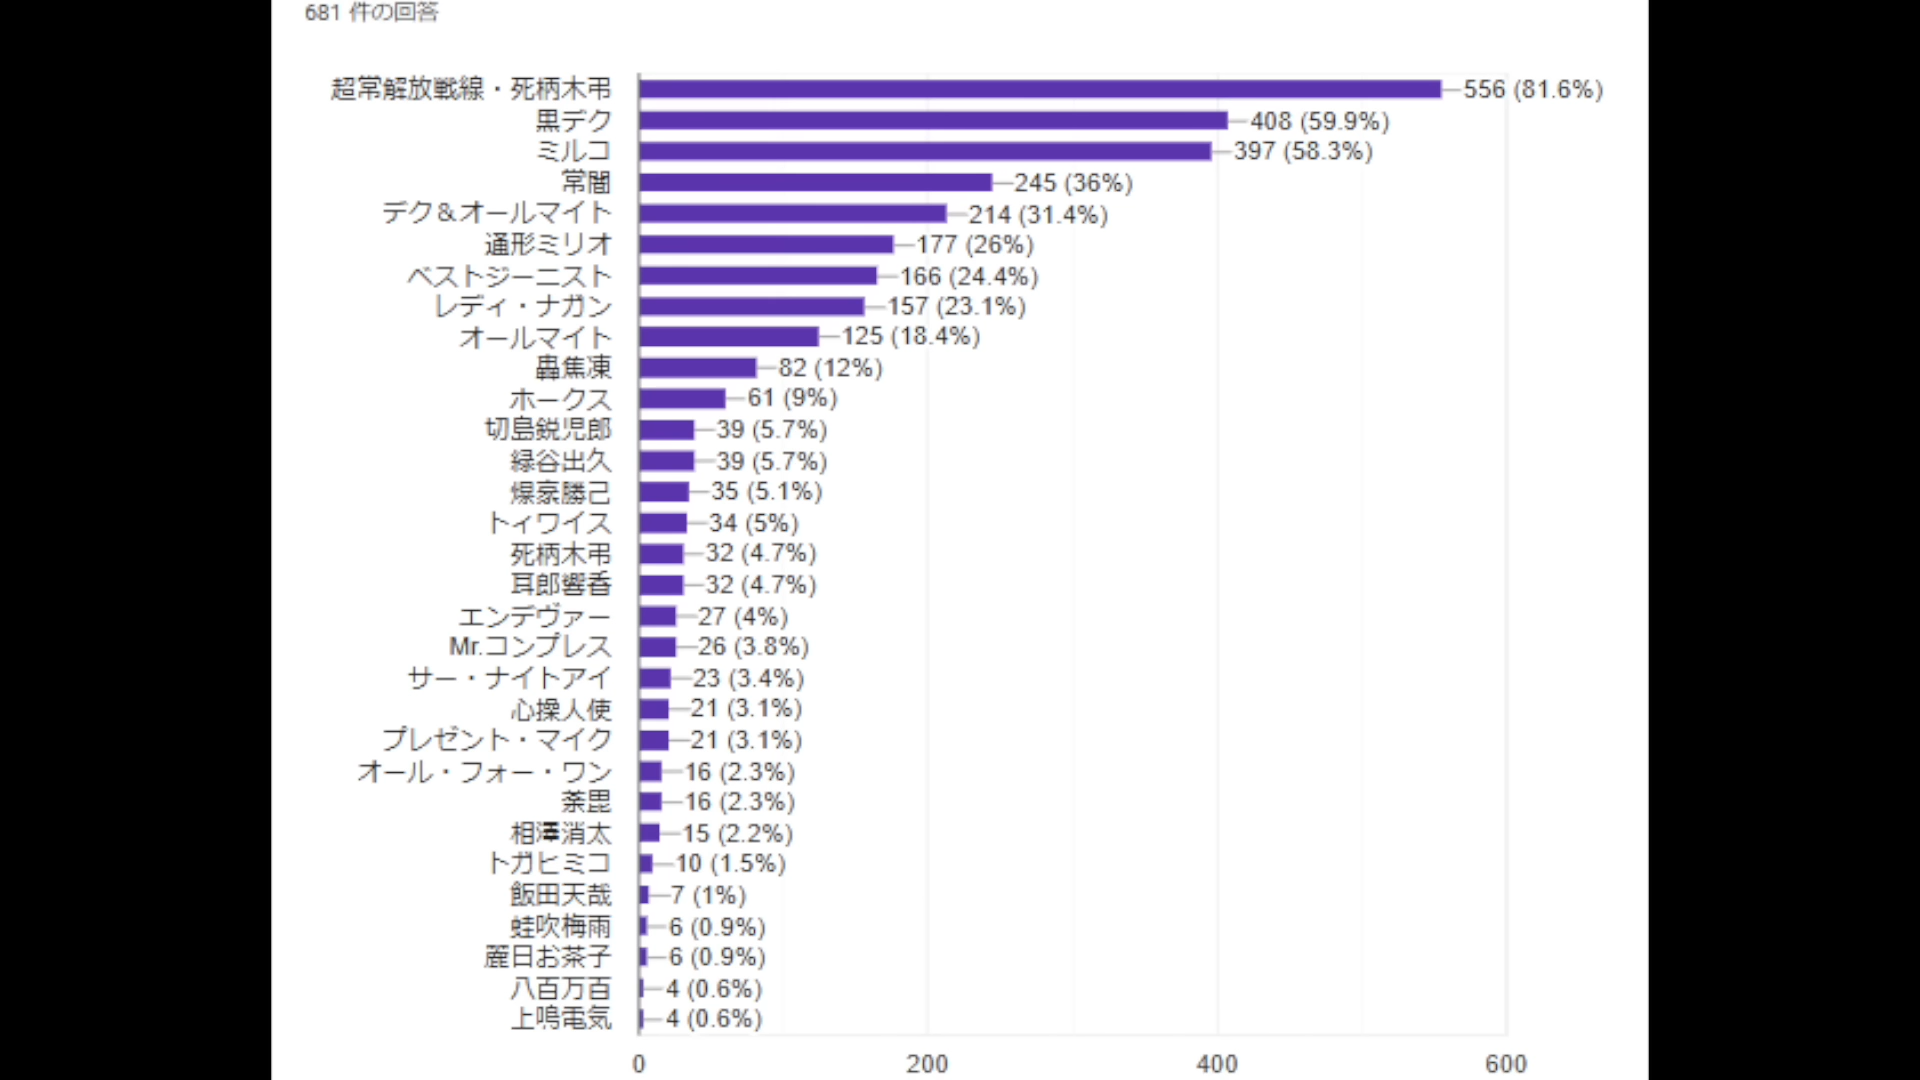 681 件の回答
超常解放戦線・死柄木弔 556 (81.6%)
黒デク 408 (59.9%)
ミルコ 397 (58.3%)
常闇 245 (36%)
デク＆オールマイト 214 (31.4%)
通形ミリオ 177 (26%)
ベストジーニスト 166 (24.4%)
レディ・ナガン 157 (23.1%)
オールマイト 125 (18.4%)
轟焦凍 82 (12%)
ホークス 61 (9%)
切島鋭児郎 39 (5.7%)
緑谷出久 39 (5.7%)
爆豪勝己 35 (5.1%)
トィワイス 34 (5%)
死柄木弔 32 (4.7%)
耳郎響香 32 (4.7%)
エンデヴァー 27 (4%)
Mr.コンプレス 26 (3.8%)
サー・ナイトアイ 23 (3.4%)
心操人使 21 (3.1%)
プレゼント・マイク 21 (3.1%)
オール・フォー・ワン 16 (2.3%)
荼毘 16 (2.3%)
相澤消太 15 (2.2%)
トガヒミコ 10 (1.5%)
飯田天哉 7 (1%)
蛙吹梅雨 6 (0.9%)
麗日お茶子 6 (0.9%)
八百万百 4 (0.6%)
上鳴電気 4 (0.6%)
0 200 400 600